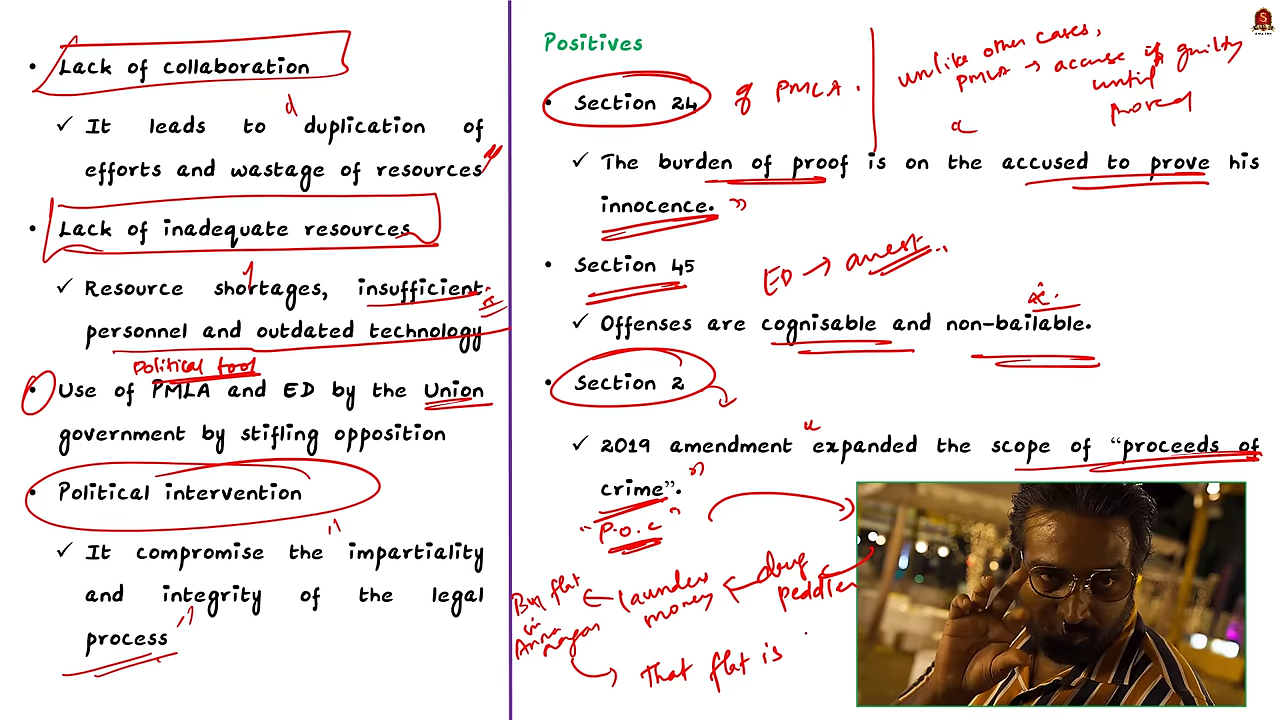 • Lack of collaboration
✓ It leads to duplication of
efforts and wastage of resources
• Lack of inadequate resources
✓ Resource shortages, insufficient
personnel and outdated technology
Political tool
• Use of PMLA and ED by the Union
government by stifling opposition
• Political intervention
✓ It compromise the impartiality
and integrity of the legal
process
Positives
• Section 24 of PMLA.
unlike other cases,
PMLA → accuse is guilty
until
proved
✓ The burden of proof is on the accused to prove his
innocence.
• Section 45
ED → arrest
✓ Offenses are cognisable and non-bailable.
• Section 2
✓ 2019 amendment expanded the scope of "proceeds of
crime".
"P.O.C"
drug
peddler
launder
money
Buy flat
in
Anna
nagar
That flat is